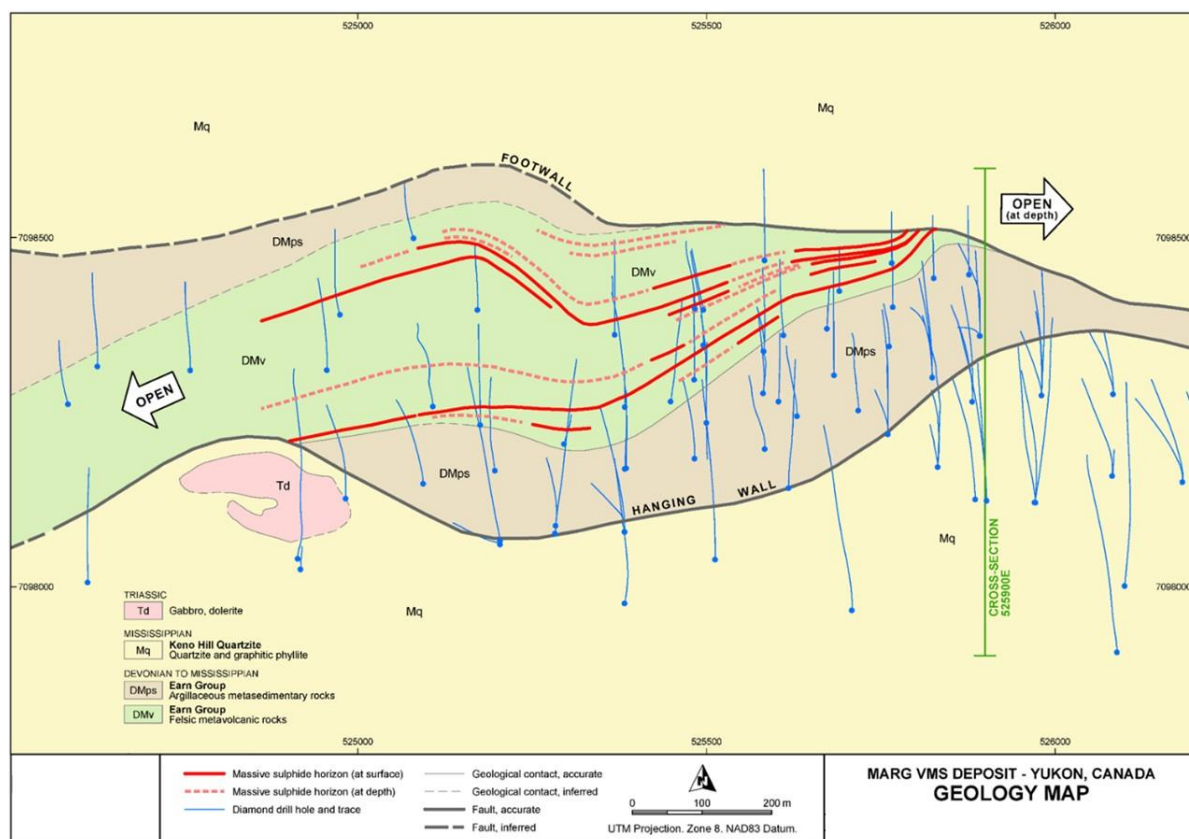 525000
525500
526000
Mq
Mq
FOOTWALL
OPEN
(at depth)
7098500
7098500
DMps
DMv
DMv
DMps
OPEN
DMps
Td
HANGING WALL
Mq
CROSS-SECTION
525900E
7098000
7098000
Mq
TRIASSIC
Td Gabbro, dolerite
MISSISSIPPIAN
Mq Keno Hill Quartzite
Quartzite and graphitic phyllite
DEVONIAN TO MISSISSIPPIAN
DMps Earn Group
Argillaceous metasedimentary rocks
DMv Earn Group
Felsic metavolcanic rocks
525000
525500
526000
Massive sulphide horizon (at surface)
Massive sulphide horizon (at depth)
Diamond drill hole and trace
Geological contact, accurate
Geological contact, inferred
Fault, accurate
Fault, inferred
0 100 200 m
UTM Projection. Zone 8. NAD83 Datum.
MARG VMS DEPOSIT - YUKON, CANADA
GEOLOGY MAP